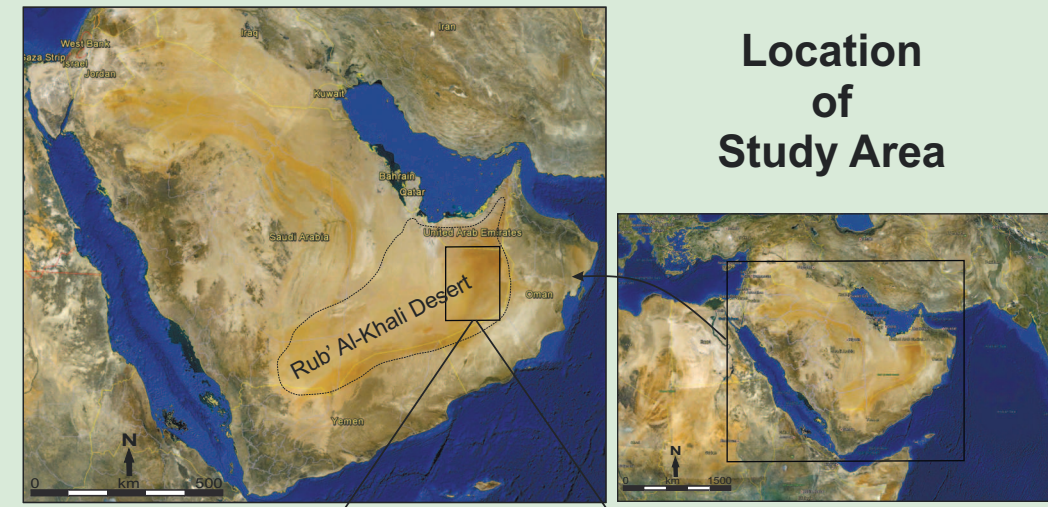 Location
of
Study Area
Iraq
Iran
West Bank
Gaza Strip
Israel
Jordan
Kuwait
Bahrain
Qatar
United Arab Emirates
Saudi Arabia
Oman
Rub' Al-Khali Desert
Yemen
N
0 km 500
N
0 km 1500